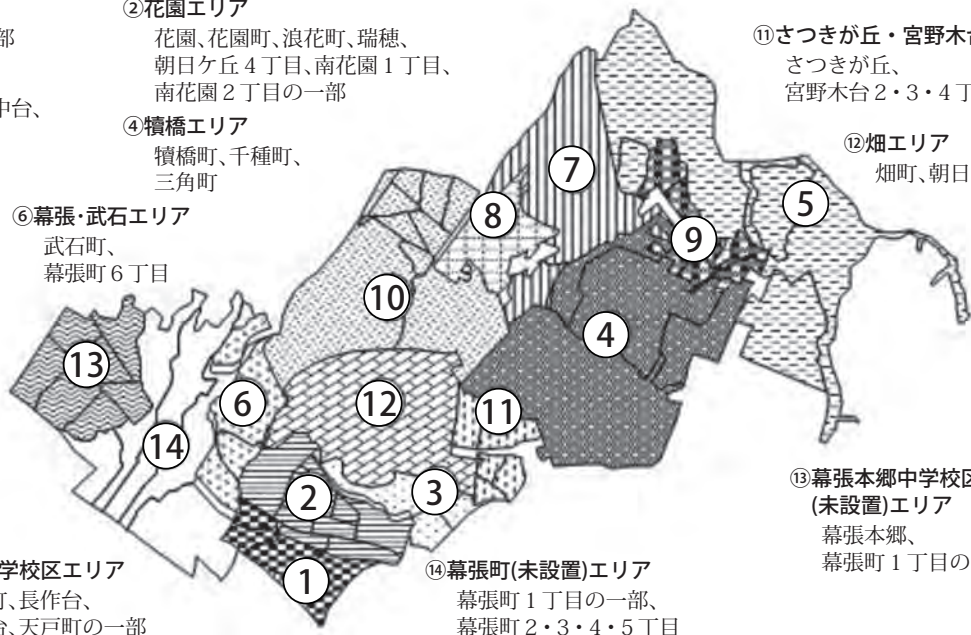 ②花園エリア
花園、花園町、浪花町、瑞穂、
朝日ケ丘4丁目、南花園1丁目、
南花園2丁目の一部
部
中台、
④犢橋エリア
犢橋町、千種町、
三角町
⑥幕張・武石エリア
武石町、
幕張町6丁目
⑪さつきが丘・宮野木台
さつきが丘、
宮野木台2・3・4丁
⑫畑エリア
畑町、朝日
7
8
5
9
10
4
13
6
12
11
14
2
3
1
⑬幕張本郷中学校区
(未設置)エリア
幕張本郷、
幕張町1丁目の
学校区エリア
町、長作台、
台、天戸町の一部
⑭幕張町(未設置)エリア
幕張町1丁目の一部、
幕張町2・3・4・5丁目